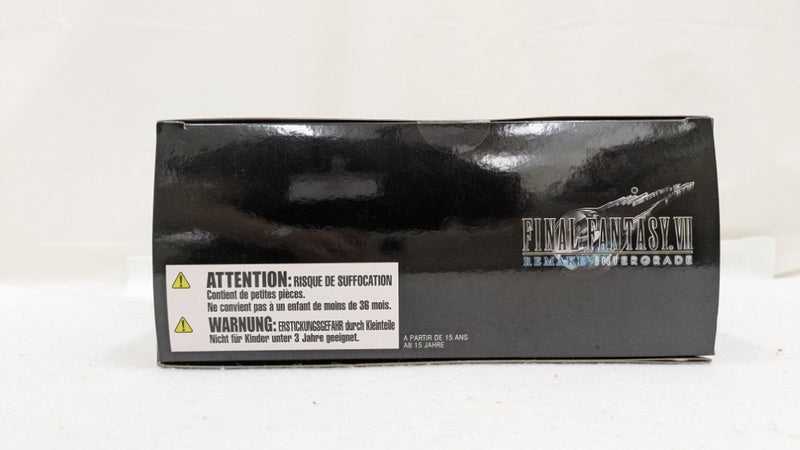 FINAL FANTASY VII
REMAKE INTERGRADE
ATTENTION: RISQUE DE SUFFOCATION
Contient de petites pièces.
Ne convient pas à un enfant de moins de 36 mois.
WARNUNG: ERSTICKUNGSGEFAHR durch Kleinteile
Nicht für Kinder unter 3 Jahre geeignet.
A PARTIR DE 15 ANS
AB 15 JAHRE